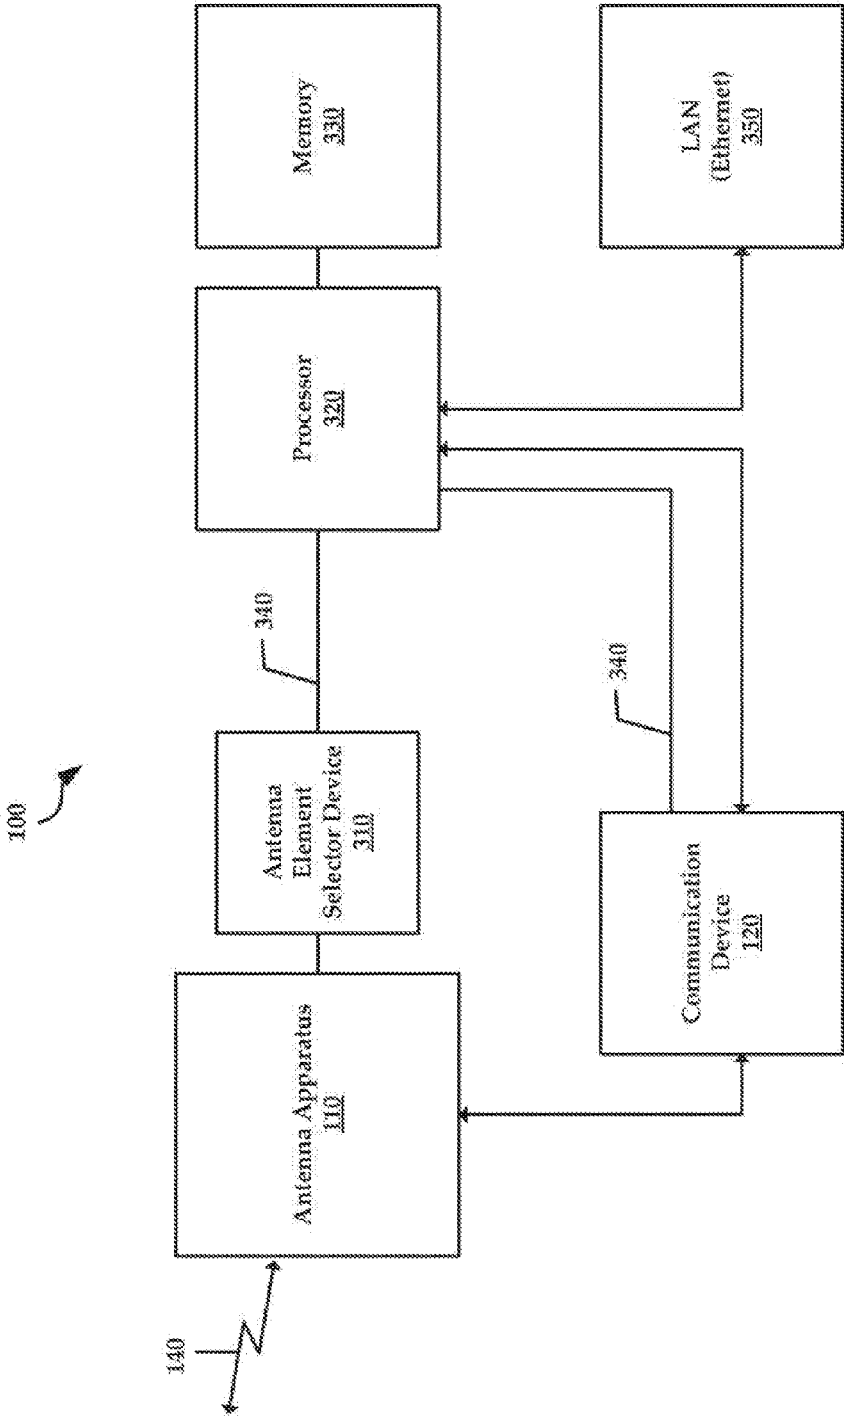 100
140
Antenna Apparatus
110
Antenna
Element
Selector Device
310
340
Processor
320
Memory
330
Communication
Device
120
340
LAN
(Ethernet)
350